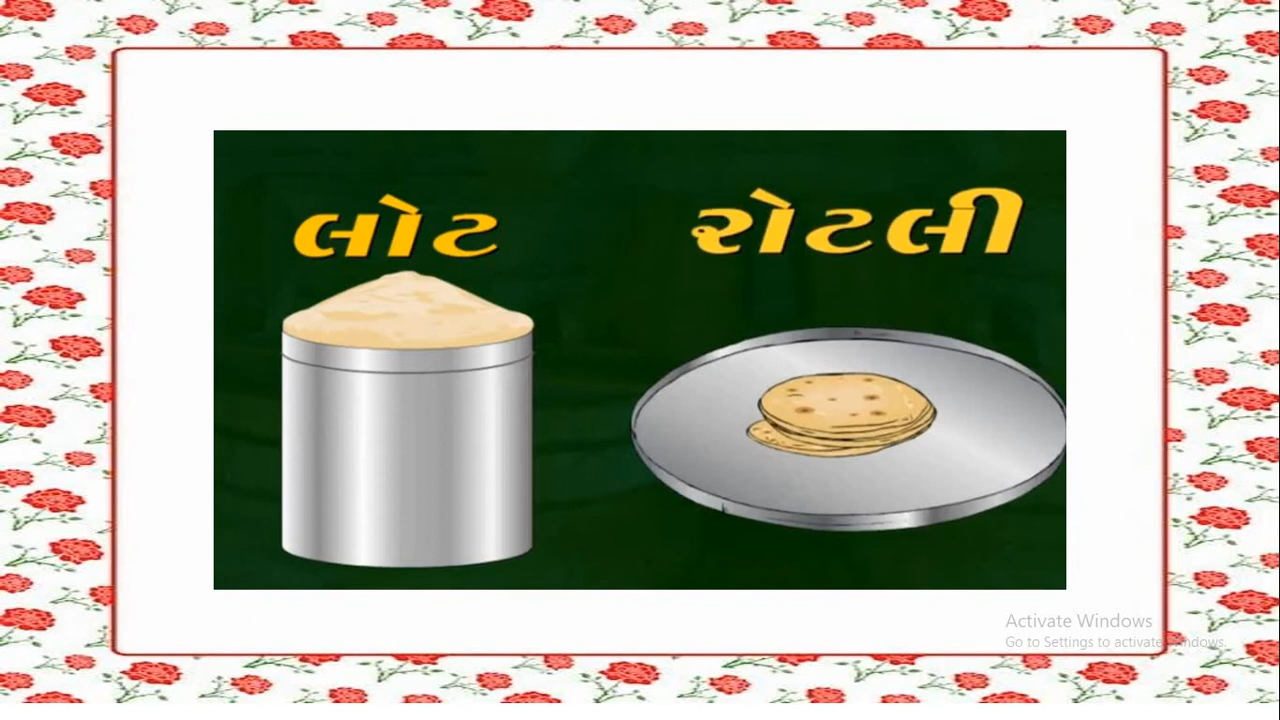 લોટ
રોટલી
Activate Windows
Go to Settings to activate Windows.